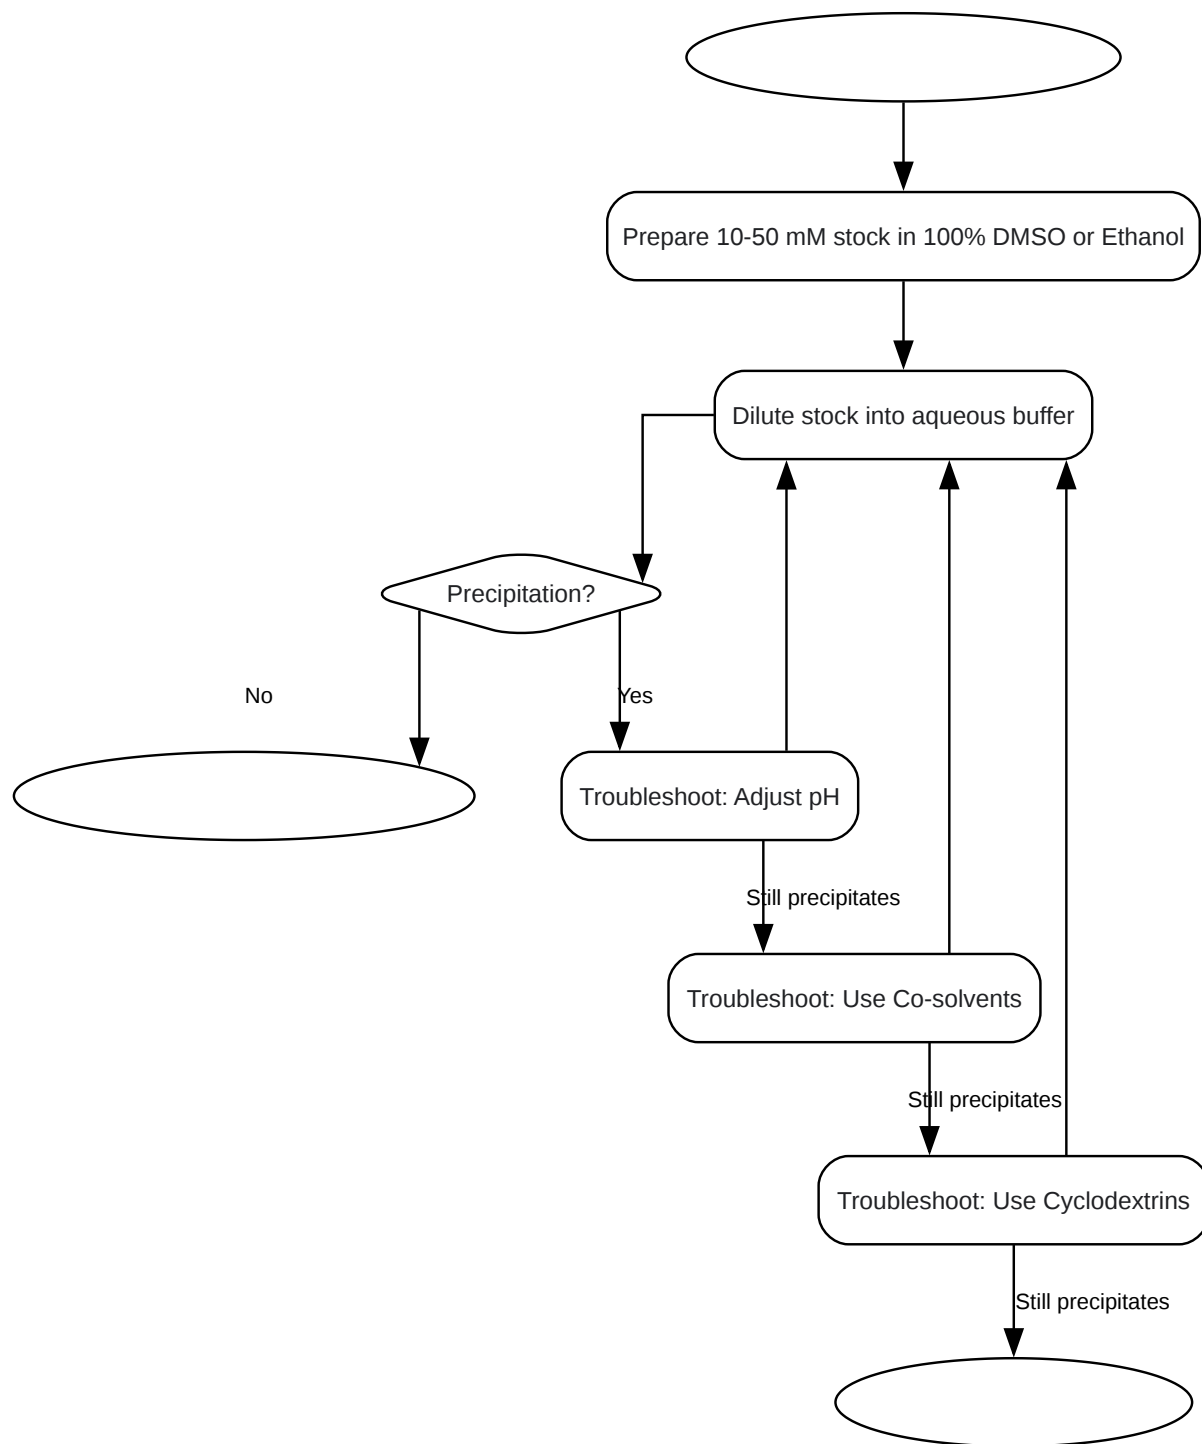 Prepare 10-50 mM stock in 100% DMSO or Ethanol
Dilute stock into aqueous buffer
Precipitation?
No
Yes
Troubleshoot: Adjust pH
Still precipitates
Troubleshoot: Use Co-solvents
Still precipitates
Troubleshoot: Use Cyclodextrins
Still precipitates